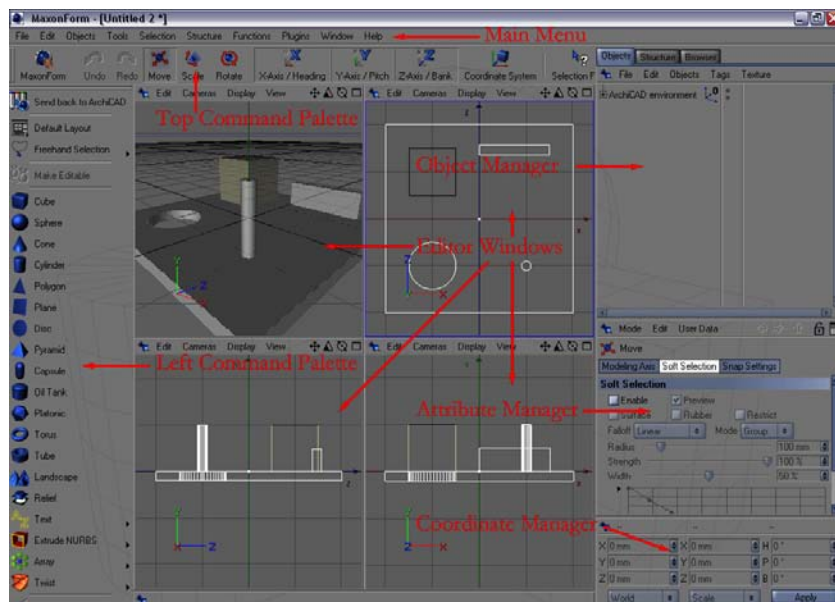 MaxonForm - [Untitled 2 *]
File Edit Objects Tools Selection Structure Functions Plugins Window Help
Main Menu
MaxonForm Undo Redo Move Scale Rotate X-Axis / Heading Y-Axis / Pitch Z-Axis / Bank Coordinate System Selection F
Objects Structure Browser
File Edit Objects Tags Texture
ArchiCAD environment
Send back to ArchiCAD
Edit Cameras Display View
Edit Cameras Display View
Top Command Palette
Default Layout
Freehand Selection
Make Editable
Object Manager
Cube
Sphere
Cone
Editor Windows
Cylinder
Polygon
Plane
Disc
Y
Z
X
Z
X
Mode Edit User Data
Pyramid
Edit Cameras Display View
Edit Cameras Display View
Move
Capsule
Left Command Palette
Modeling Axis Soft Selection Snap Settings
Oil Tank
Soft Selection
Platonic
Enable Preview
Attribute Manager
Surface Rubber Restrict
Torus
Falloff Linear Mode Group
Tube
Radius 100 mm
Landscape
Strength 100 %
Relief
Width 50 %
Text
Extrude NURBS
Coordinate Manager
Array
Twist
Y
X
Z
Y
Z
X
X 0 mm X 0 mm H 0 °
Y 0 mm Y 0 mm P 0 °
Z 0 mm Z 0 mm B 0 °
World Scale Apply